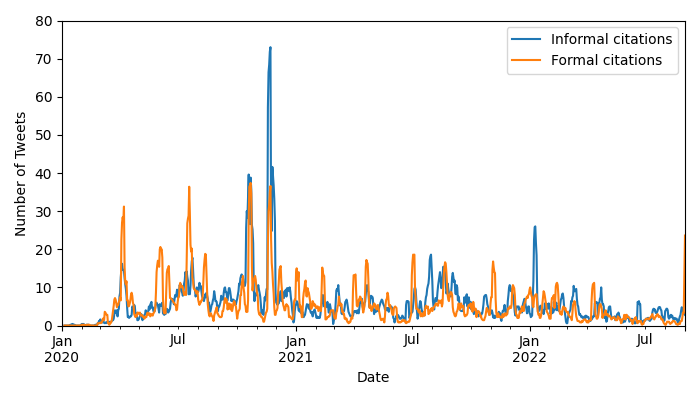 80
70
60
50
40
30
20
10
0
Number of Tweets
Informal citations
Formal citations
Jan Jul Jan Jul Jan Jul
2020 2021 2022
Date